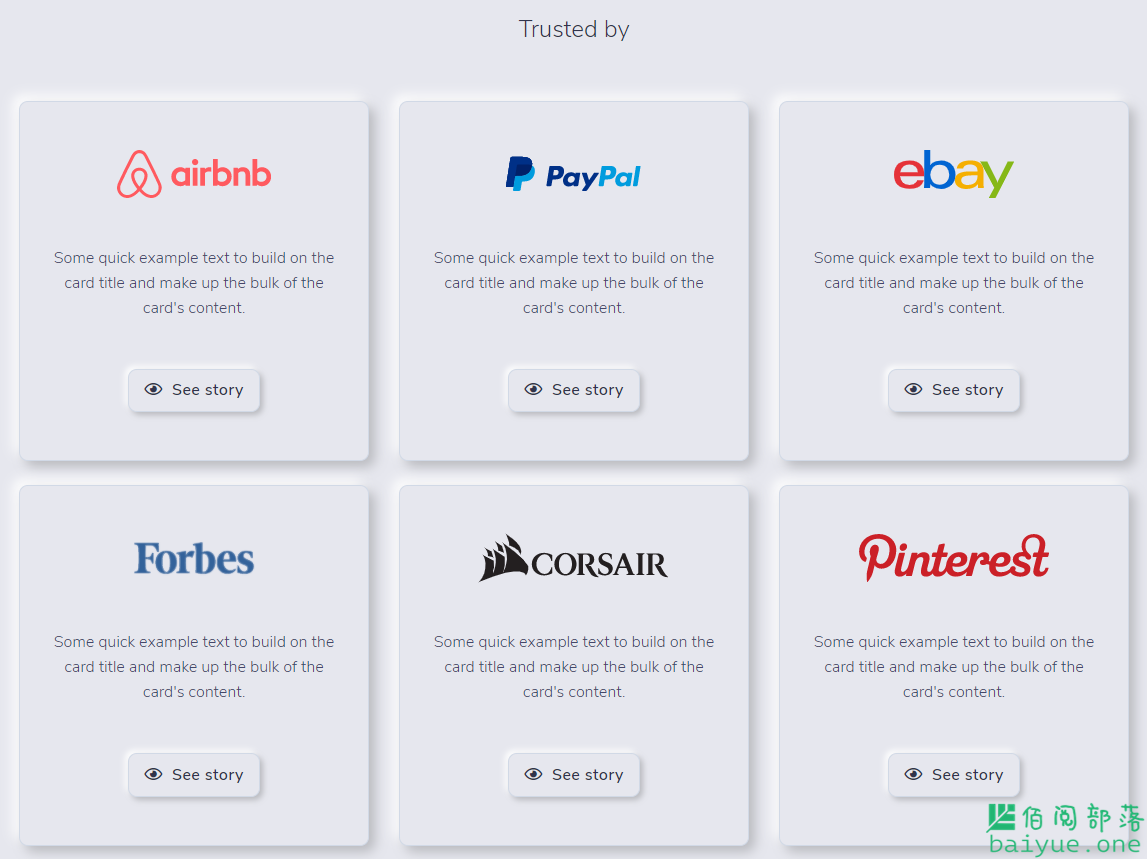 Trusted by
airbnb
PayPal
ebay
Some quick example text to build on the
card title and make up the bulk of the
card's content.
Some quick example text to build on the
card title and make up the bulk of the
card's content.
Some quick example text to build on the
card title and make up the bulk of the
card's content.
See story
See story
See story
Forbes
CORSAIR
Pinterest
Some quick example text to build on the
card title and make up the bulk of the
card's content.
Some quick example text to build on the
card title and make up the bulk of the
card's content.
Some quick example text to build on the
card title and make up the bulk of the
card's content.
See story
See story
See story
佰阅部落
baiyue.one